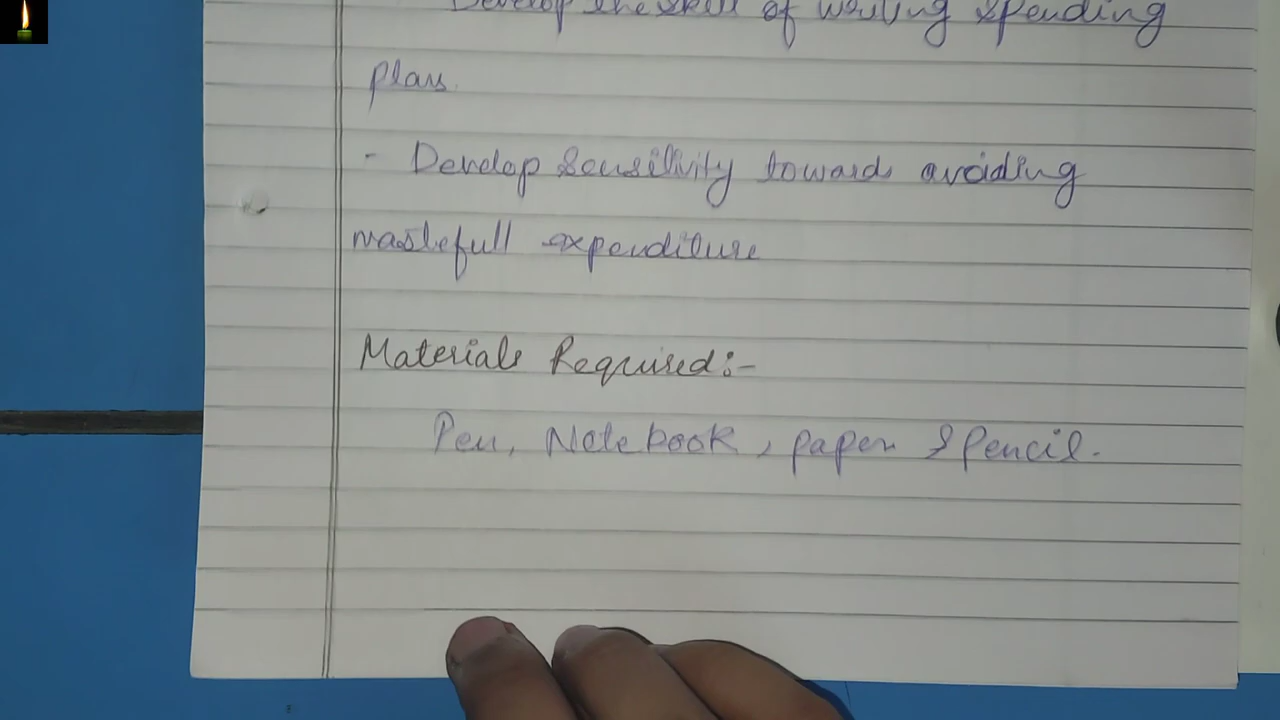 Develop the skill of writing spending
plans.
- Develop sensitivity towards avoiding
wastefull expenditure
Materials Required:-
Pen, Notebook, paper & pencil.